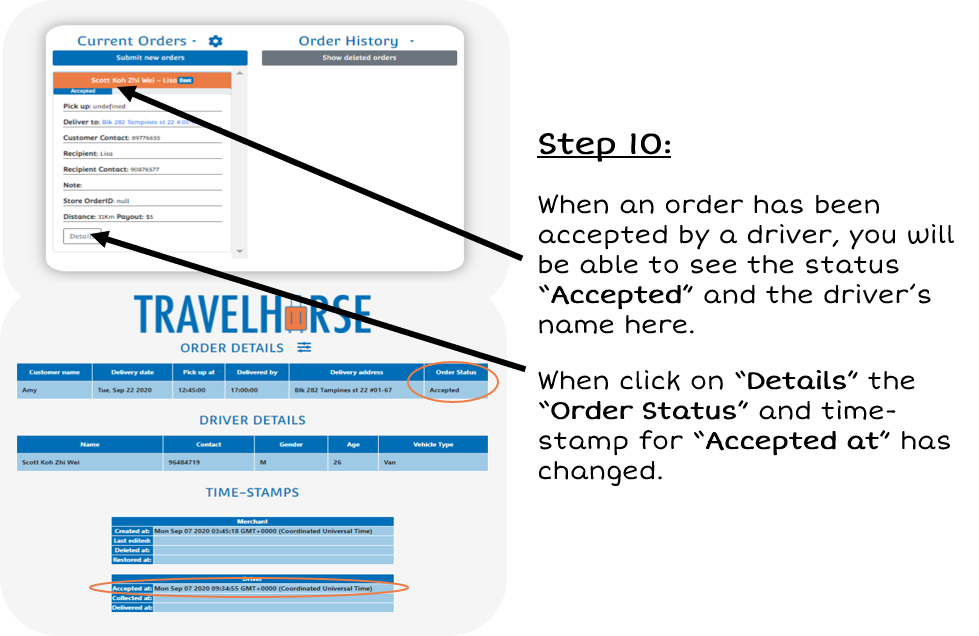 Current Orders
Order History
Submit new orders
Show deleted orders
Scott Koh Zhi Wei - Lisa East
Accepted
Pick up: undefined
Deliver to: Blk 282 Tampines st 22 #01-
Customer Contact: 89776655
Recipient: Lisa
Recipient Contact: 90876577
Note:
Store OrderID: null
Distance: 31Km Payout: $5
Details
TRAVELHORSE
ORDER DETAILS
Customer name Delivery date Pick up at Delivered by Delivery address Order Status
Amy Tue, Sep 22 2020 12:45:00 17:00:00 Blk 282 Tampines st 22 #01-67 Accepted
DRIVER DETAILS
Name Contact Gender Age Vehicle Type
Scott Koh Zhi Wei 96484719 M 26 Van
TIME-STAMPS
Merchant
Created at: Mon Sep 07 2020 03:45:18 GMT+0000 (Coordinated Universal Time)
Last edited:
Deleted at:
Restored at:
Driver
Accepted at: Mon Sep 07 2020 09:34:55 GMT+0000 (Coordinated Universal Time)
Collected at:
Delivered at:
Step 10:
When an order has been
accepted by a driver, you will
be able to see the status
“Accepted” and the driver’s
name here.
When click on “Details” the
“Order Status” and time-
stamp for “Accepted at” has
changed.